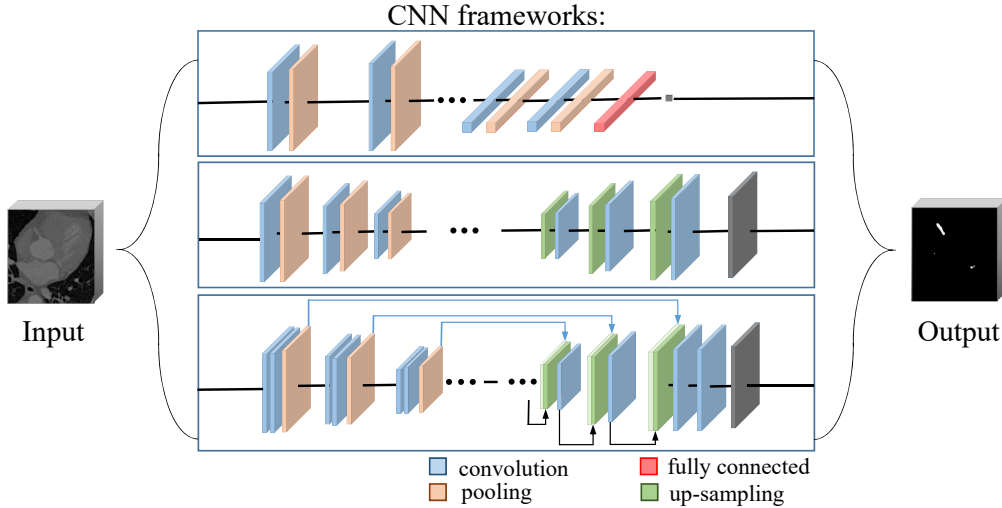 CNN frameworks:
Input
Output
convolution
fully connected
pooling
up-sampling